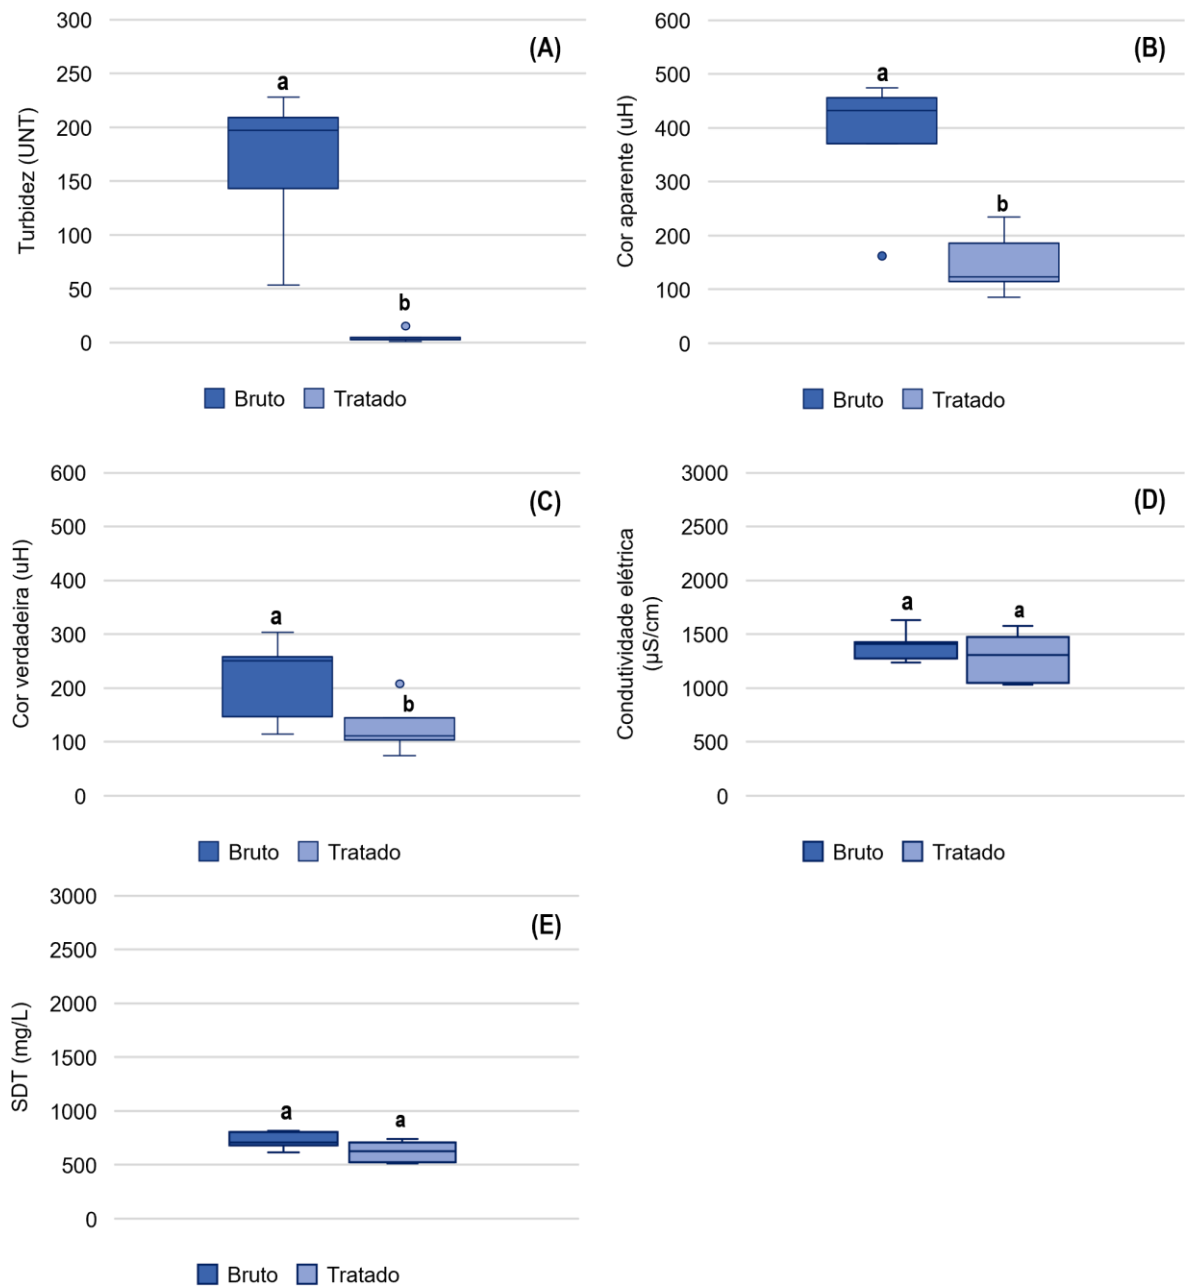 300
250
200
150
100
50
0
Turbidez (UNT)
(A)
a
b
Bruto Tratado
600
500
400
300
200
100
0
Cor aparente (uH)
(B)
a
b
Bruto Tratado
600
500
400
300
200
100
0
Cor verdadeira (uH)
(C)
a
b
Bruto Tratado
3000
2500
2000
1500
1000
500
0
Condutividade elétrica
(µS/cm)
(D)
a
a
Bruto Tratado
3000
2500
2000
1500
1000
500
0
SDT (mg/L)
(E)
a
a
Bruto Tratado